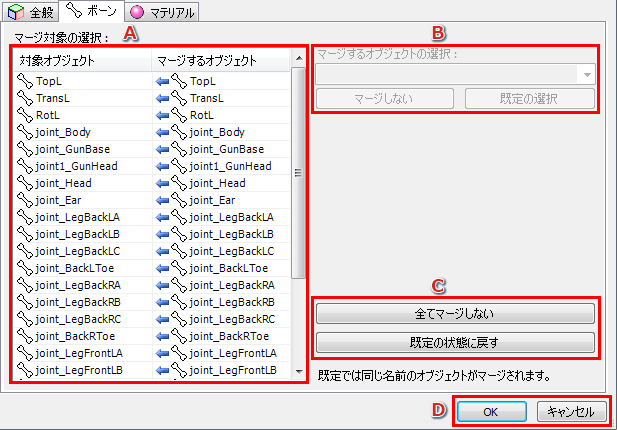 全般 ボーン マテリアル
A
B
マージ対象の選択：
対象オブジェクト マージするオブジェクト
TopL TopL
TransL TransL
RotL RotL
joint_Body joint_Body
joint_GunBase joint_GunBase
joint1_GunHead joint1_GunHead
joint_Head joint_Head
joint_Ear joint_Ear
joint_LegBackLA joint_LegBackLA
joint_LegBackLB joint_LegBackLB
joint_LegBackLC joint_LegBackLC
joint_BackLToe joint_BackLToe
joint_LegBackRA joint_LegBackRA
joint_LegBackRB joint_LegBackRB
joint_LegBackRC joint_LegBackRC
joint_BackRToe joint_BackRToe
joint_LegFrontLA joint_LegFrontLA
joint_LegFrontLB joint_LegFrontLB
マージするオブジェクトの選択：
マージしない 既定の選択
C
全てマージしない
既定の状態に戻す
既定では同じ名前のオブジェクトがマージされます。
D OK キャンセル